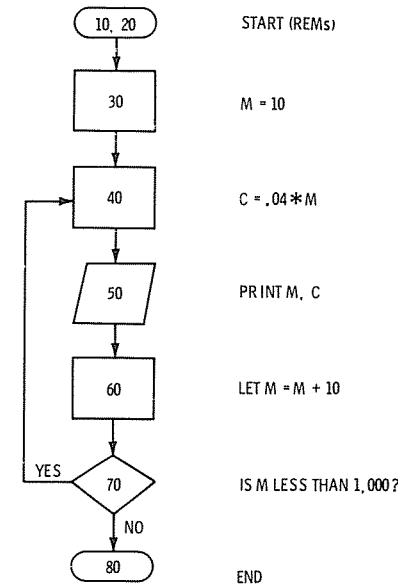 10, 20 START (REMs)
30 M = 10
40 C = .04*M
50 PRINT M, C
60 LET M = M + 10
YES 70 IS M LESS THAN 1,000?
NO
80 END